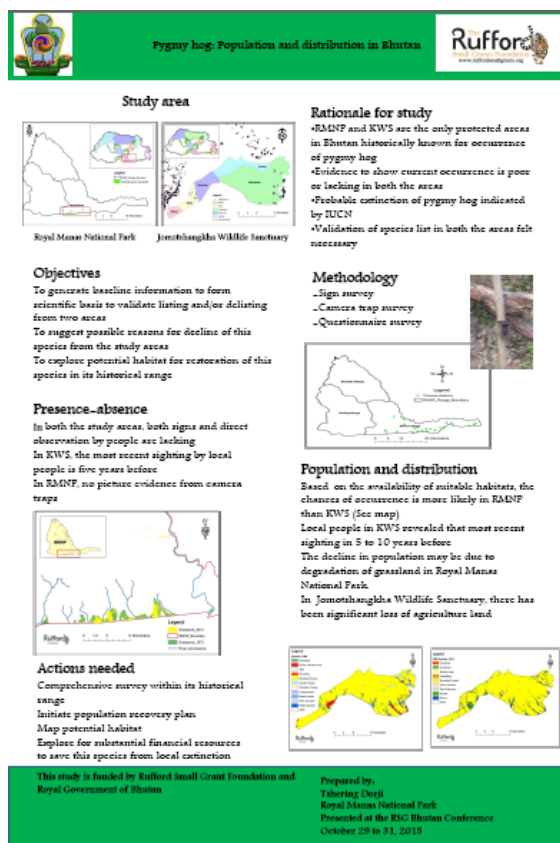 Pygmy hog: Population and distribution in Bhutan
The
Rufford
Small Grants Foundation
www.ruffordsmallgrants.org
Study area
Royal Manas National Park
Jomotshangkha Wildlife Sanctuary
Objectives
To generate baseline information to form
scientific basis to validate listing and/or delisting
from two areas
To suggest possible reasons for decline of this
species from the study areas
To explore potential habitat for restoration of this
species in its historical range
Presence-absence
In both the study areas, both signs and direct
observation by people are lacking
In KWS, the most recent sighting by local
people is five years before
In RMNP, no picture evidence from camera
traps
Legend
Rufford
Actions needed
Comprehensive survey within its historical
range
Initiate population recovery plan
Map potential habitat
Explore for substantial financial resources
to save this species from local extinction
Rationale for study
•RMNP and KWS are the only protected areas
in Bhutan historically known for occurrence
of pygmy hog
•Evidence to show current occurrence is poor
or lacking in both the areas
•Probable extinction of pygmy hog indicated
by IUCN
•Validation of species list in both the areas felt
necessary
Methodology
-Sign survey
-Camera trap survey
-Questionnaire survey
Legend
Population and distribution
Based on the availability of suitable habitats, the
chances of occurrence is more likely in RMNP
than KWS (See map)
Local people in KWS revealed that most recent
sighting in 5 to 10 years before
The decline in population may be due to
degradation of grassland in Royal Manas
National Park
In Jomotshangkha Wildlife Sanctuary, there has
been significant loss of agriculture land
This study is funded by Rufford Small Grant Foundation and
Royal Government of Bhutan
Prepared by,
Tshering Dorji
Royal Manas National Park
Presented at the RSG Bhutan Conference
October 29 to 31, 2015